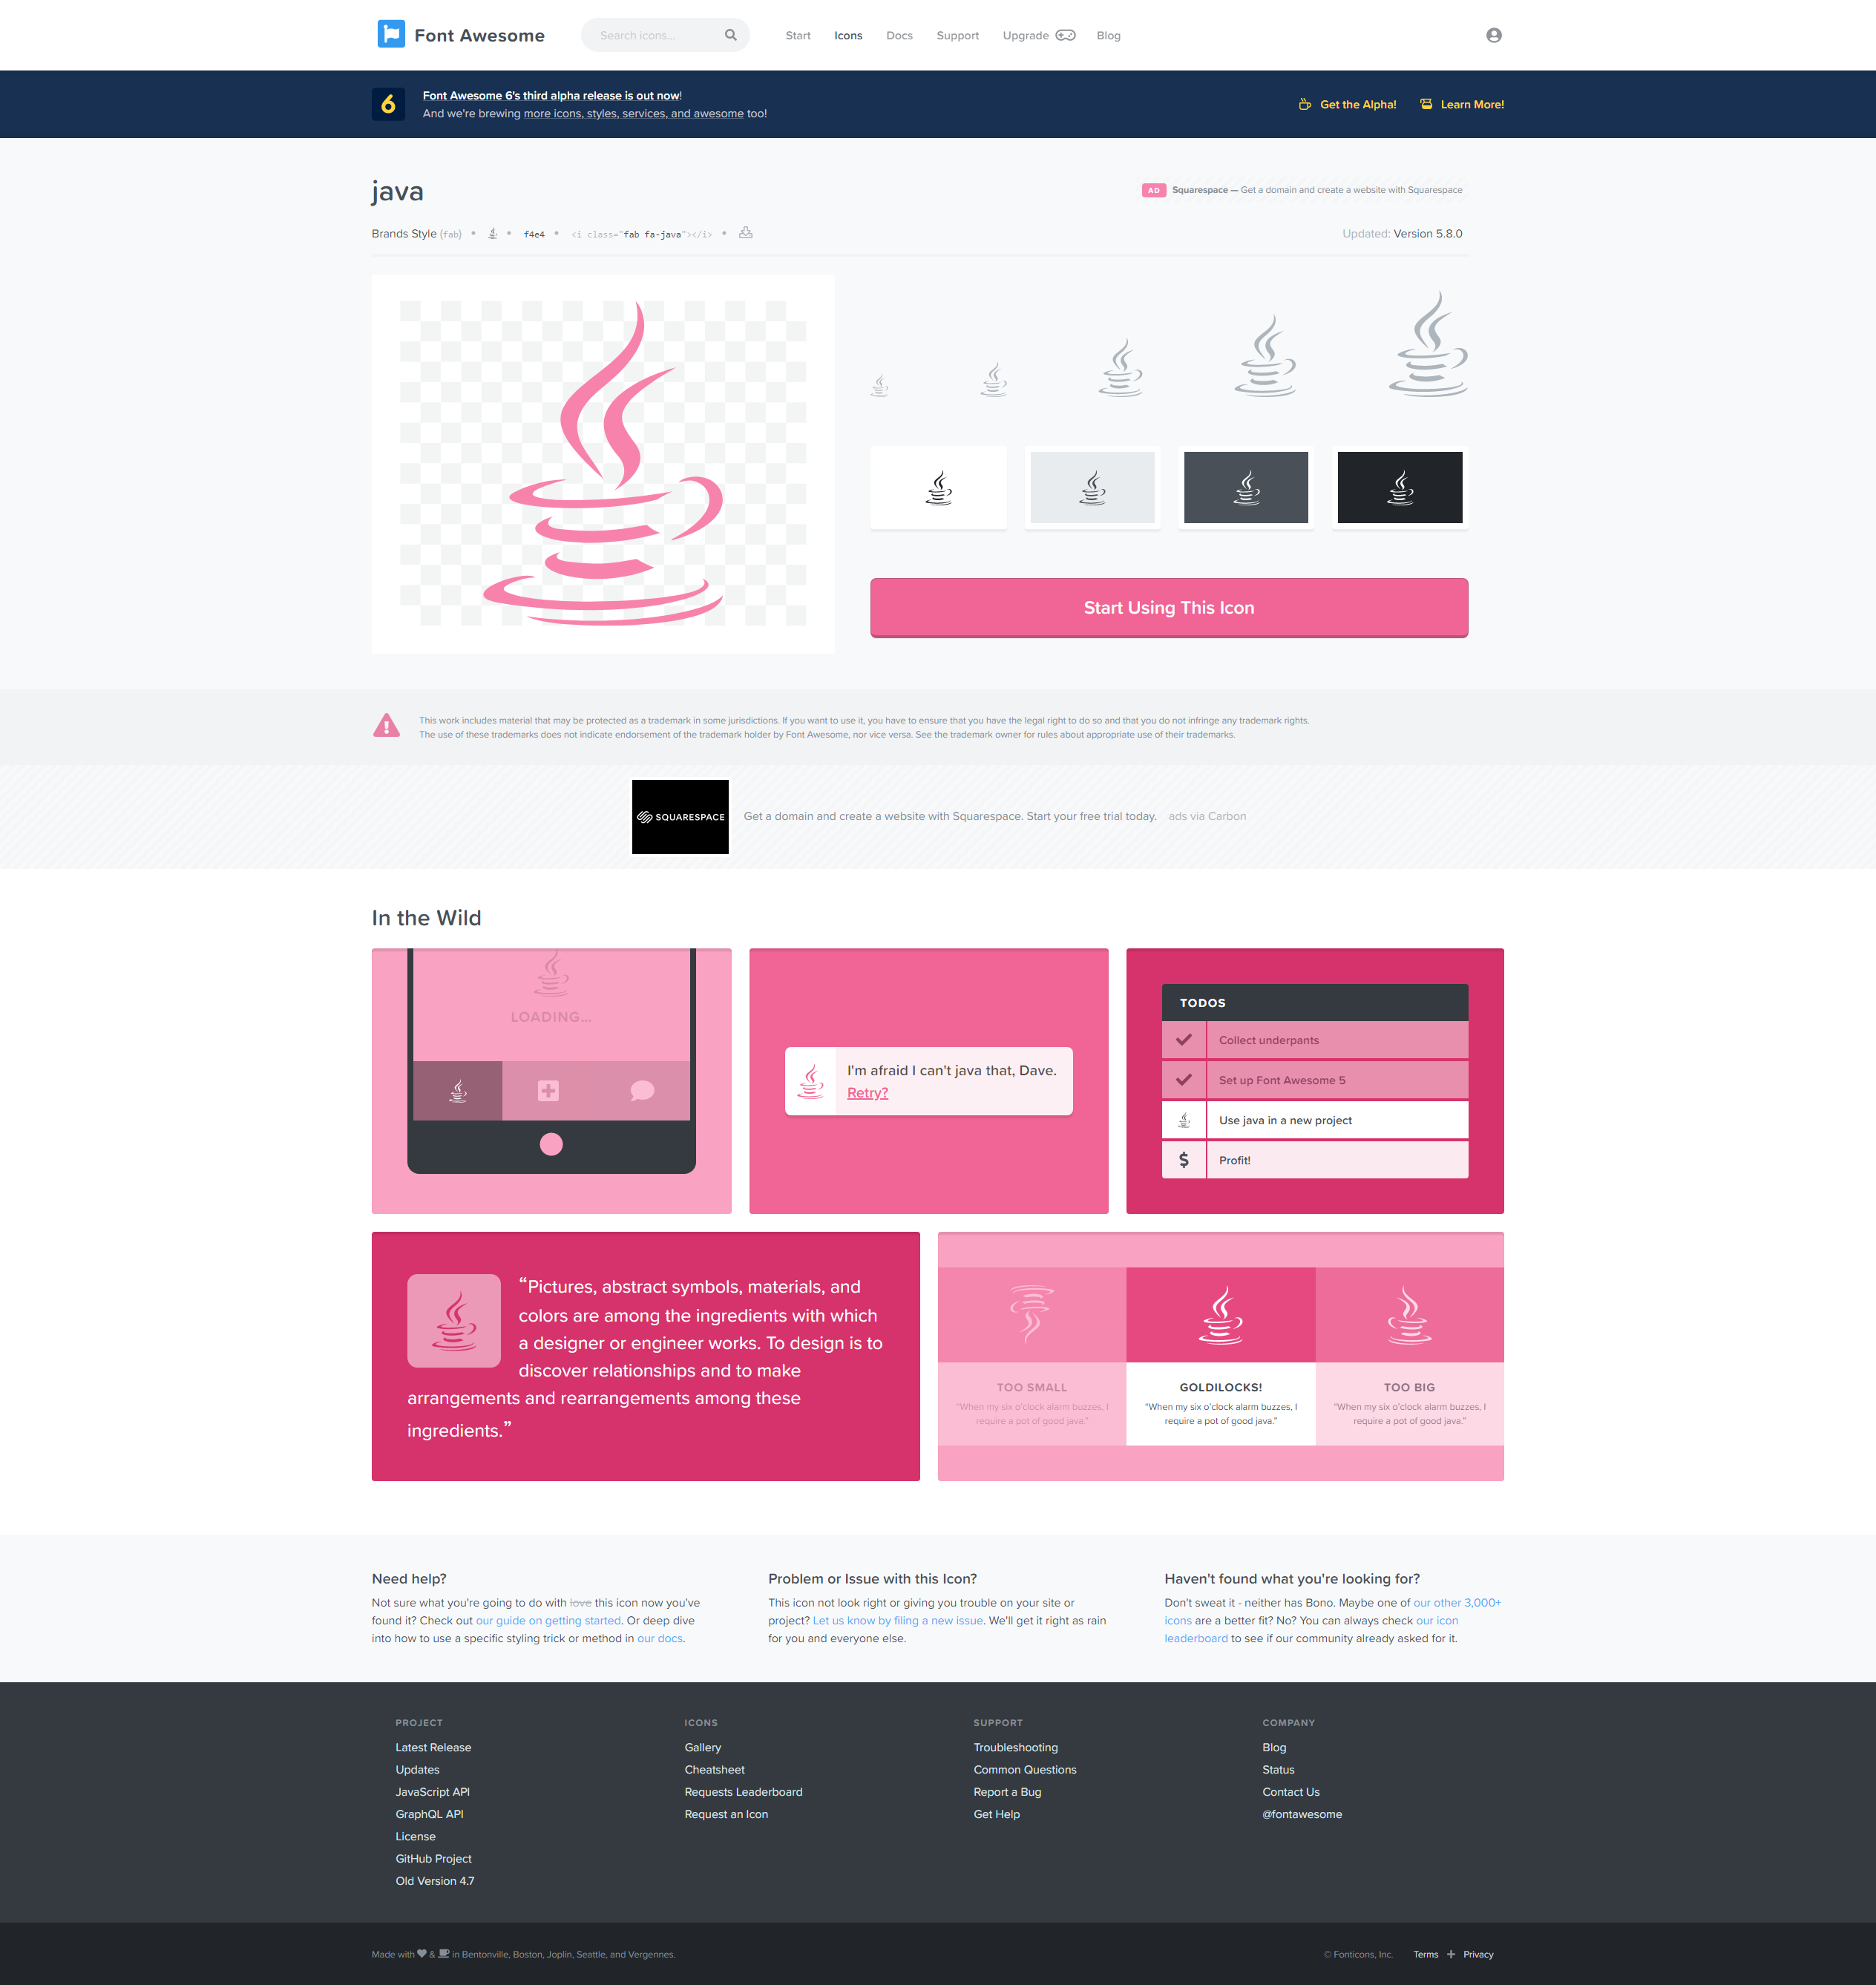 Font Awesome
Search icons...
Start
Icons
Docs
Support
Upgrade
Blog
6
Font Awesome 6's third alpha release is out now!
And we're brewing more icons, styles, services, and awesome too!
Get the Alpha!
Learn More!
java
AD Squarespace — Get a domain and create a website with Squarespace
Brands Style (fab) • • f4e4 • <i class="fab fa-java"></i> •
Updated: Version 5.8.0
Start Using This Icon
This work includes material that may be protected as a trademark in some jurisdictions. If you want to use it, you have to ensure that you have the legal right to do so and that you do not infringe any trademark rights.
The use of these trademarks does not indicate endorsement of the trademark holder by Font Awesome, nor vice versa. See the trademark owner for rules about appropriate use of their trademarks.
SQUARESPACE
Get a domain and create a website with Squarespace. Start your free trial today.
ads via Carbon
In the Wild
LOADING...
I'm afraid I can't java that, Dave.
Retry?
TODOS
Collect underpants
Set up Font Awesome 5
Use java in a new project
$ Profit!
“Pictures, abstract symbols, materials, and
colors are among the ingredients with which
a designer or engineer works. To design is to
discover relationships and to make
arrangements and rearrangements among these
ingredients.”
TOO SMALL
“When my six o’clock alarm buzzes, I
require a pot of good java.”
GOLDILOCKS!
“When my six o’clock alarm buzzes, I
require a pot of good java.”
TOO BIG
“When my six o’clock alarm buzzes, I
require a pot of good java.”
Need help?
Not sure what you're going to do with love this icon now you've
found it? Check out our guide on getting started. Or deep dive
into how to use a specific styling trick or method in our docs.
Problem or Issue with this Icon?
This icon not look right or giving you trouble on your site or
project? Let us know by filing a new issue. We'll get it right as rain
for you and everyone else.
Haven't found what you're looking for?
Don't sweat it - neither has Bono. Maybe one of our other 3,000+
icons are a better fit? No? You can always check our icon
leaderboard to see if our community already asked for it.
PROJECT
Latest Release
Updates
JavaScript API
GraphQL API
License
GitHub Project
Old Version 4.7
ICONS
Gallery
Cheatsheet
Requests Leaderboard
Request an Icon
SUPPORT
Troubleshooting
Common Questions
Report a Bug
Get Help
COMPANY
Blog
Status
Contact Us
@fontawesome
Made with & in Bentonville, Boston, Joplin, Seattle, and Vergennes.
© Fonticons, Inc.
Terms
Privacy